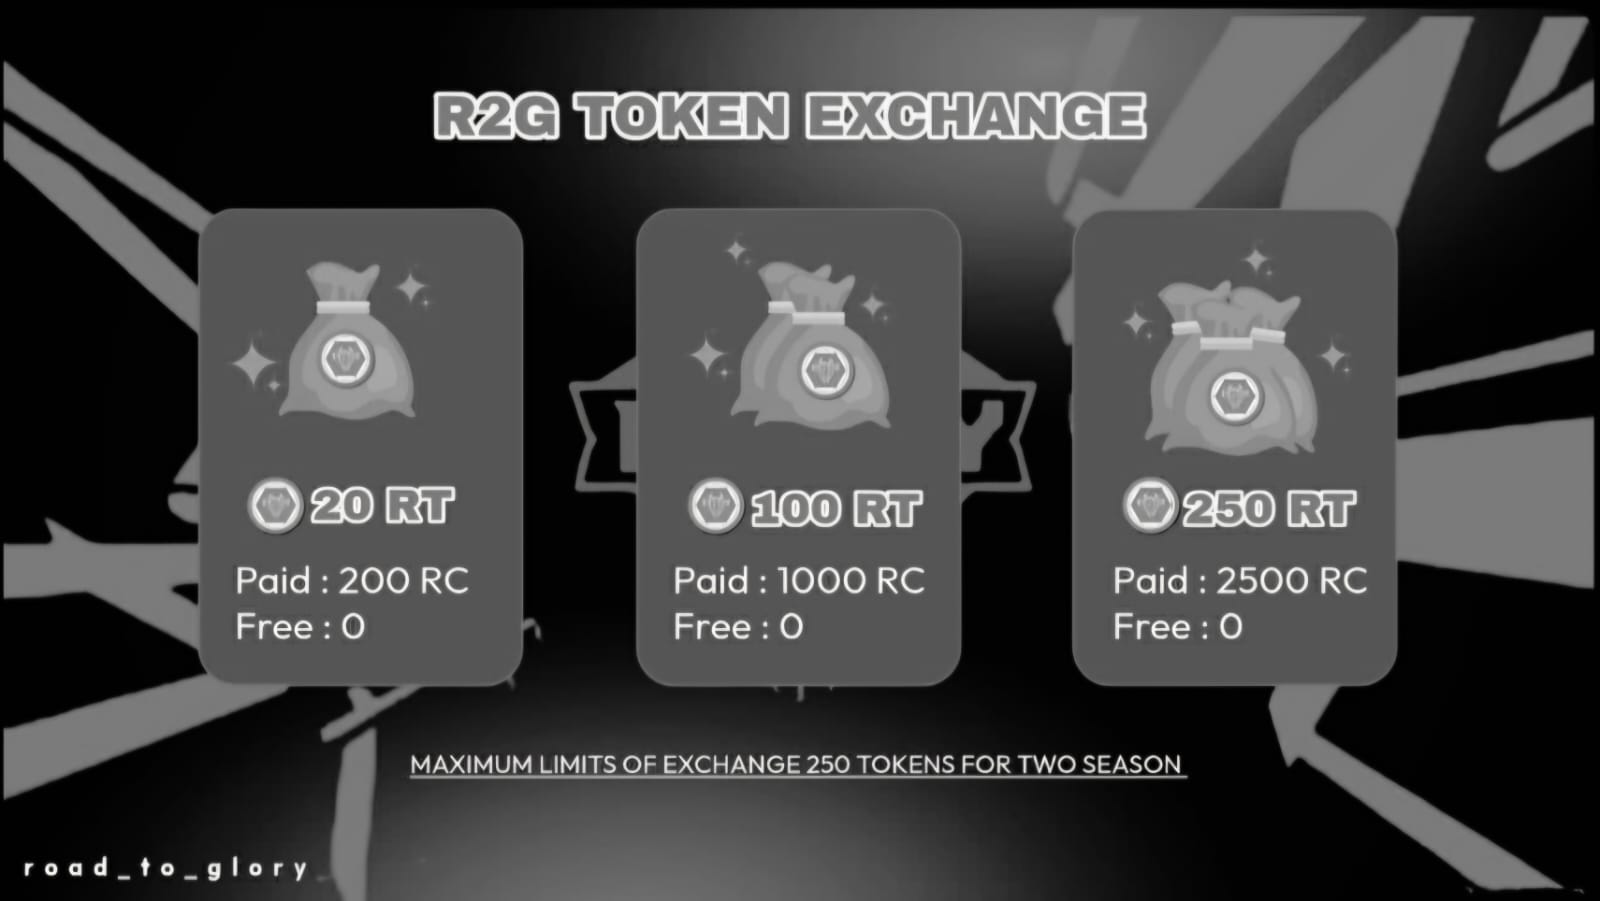 R2G TOKEN EXCHANGE
20 RT
Paid : 200 RC
Free : 0
100 RT
Paid : 1000 RC
Free : 0
250 RT
Paid : 2500 RC
Free : 0
MAXIMUM LIMITS OF EXCHANGE 250 TOKENS FOR TWO SEASON
road_to_glory